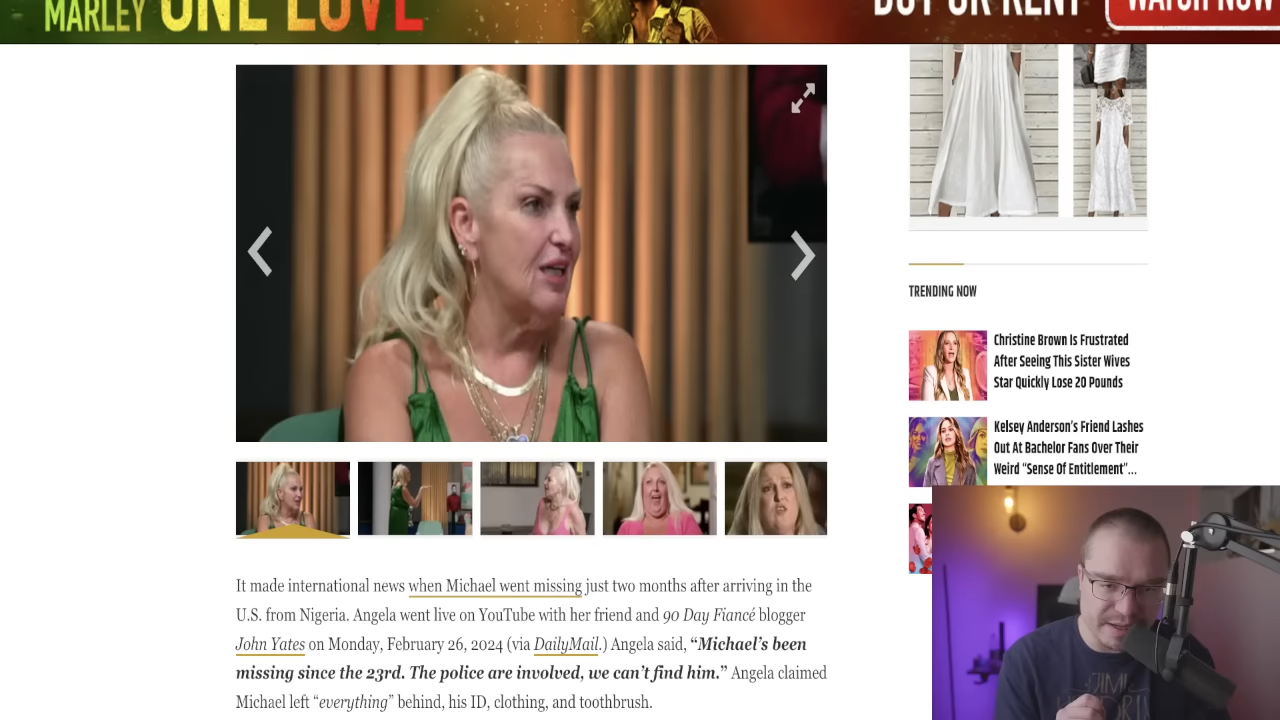 MARLEY ONE LOVE
BUY OR RENT
WATCH NOW
TRENDING NOW
Christine Brown Is Frustrated
After Seeing This Sister Wives
Star Quickly Lose 20 Pounds
Kelsey Anderson's Friend Lashes
Out At Bachelor Fans Over Their
Weird “Sense Of Entitlement”...
It made international news when Michael went missing just two months after arriving in the
U.S. from Nigeria. Angela went live on YouTube with her friend and 90 Day Fiancé blogger
John Yates on Monday, February 26, 2024 (via DailyMail.) Angela said, “Michael’s been
missing since the 23rd. The police are involved, we can’t find him.” Angela claimed
Michael left “everything” behind, his ID, clothing, and toothbrush.